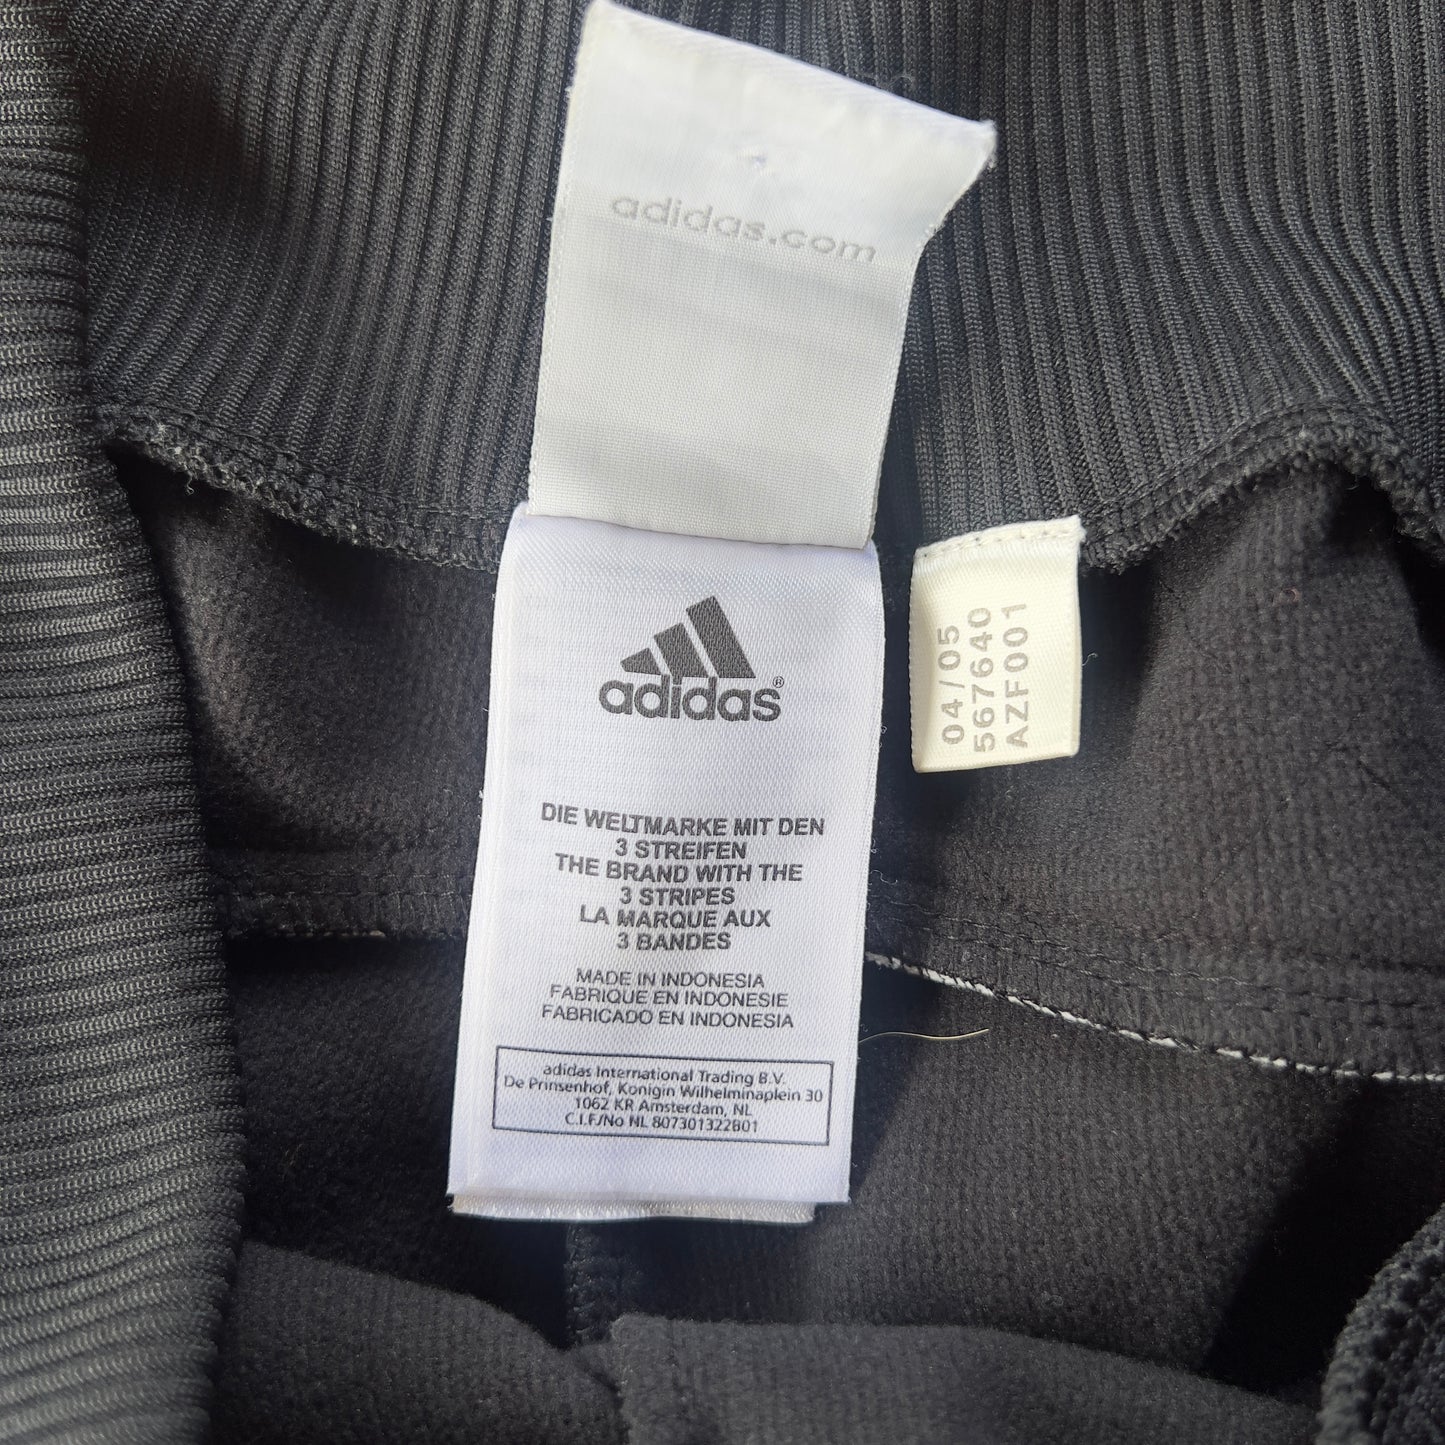 adidas.com
adidas®
DIE WELTMARKE MIT DEN
3 STREIFEN
THE BRAND WITH THE
3 STRIPES
LA MARQUE AUX
3 BANDES
MADE IN INDONESIA
FABRIQUE EN INDONESIE
FABRICADO EN INDONESIA
adidas International Trading B.V.
De Prinsenhof, Konigin Wilhelminaplein 30
1062 KR Amsterdam, NL
C.I.F./No NL 807301322B01
04/05
567640
AZF001